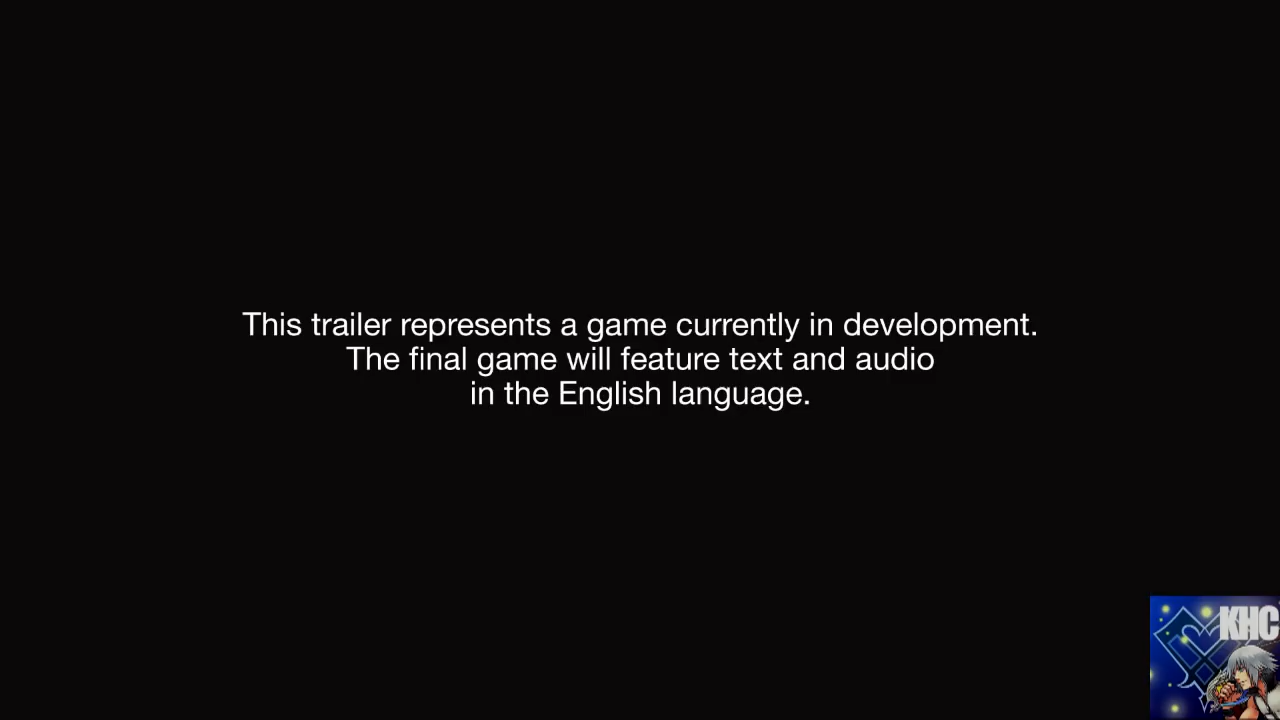 This trailer represents a game currently in development.
The final game will feature text and audio
in the English language.
KHC